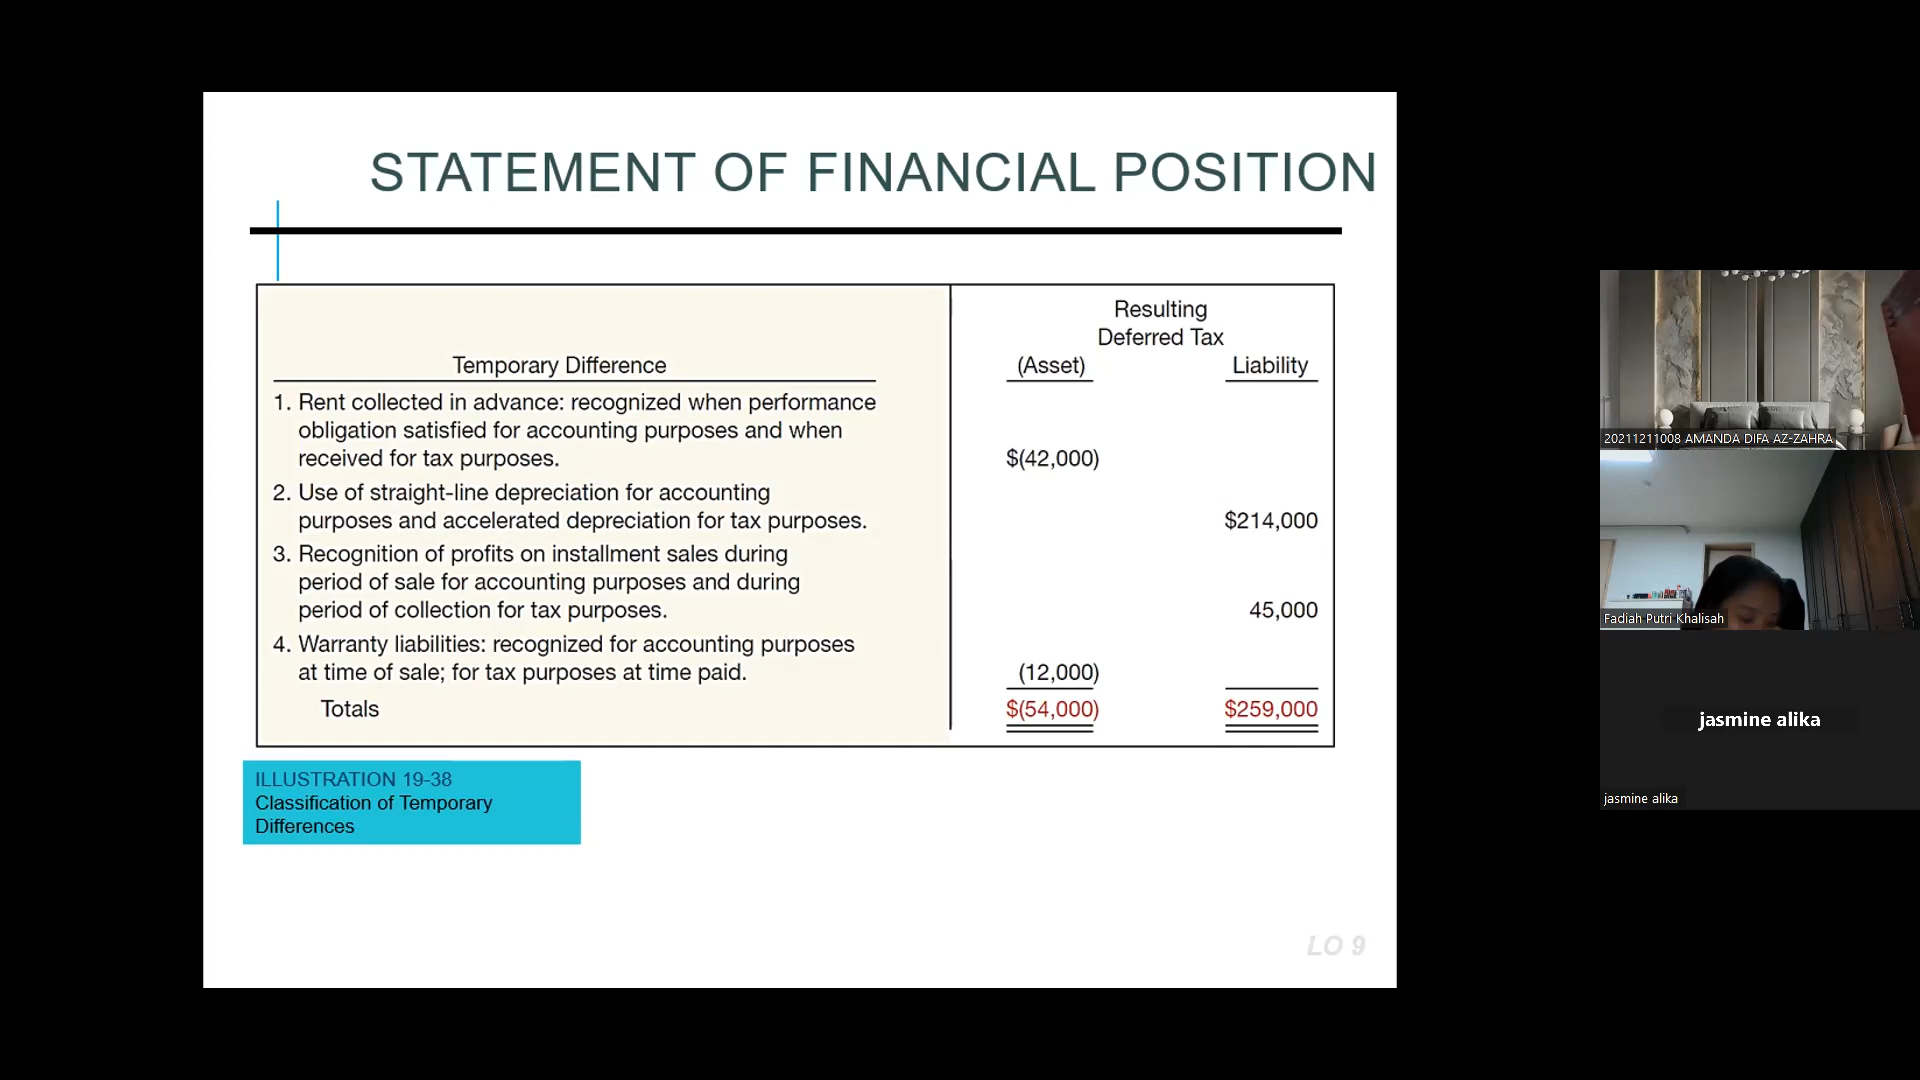 STATEMENT OF FINANCIAL POSITION
Resulting
Deferred Tax
Temporary Difference (Asset) Liability
1. Rent collected in advance: recognized when performance
obligation satisfied for accounting purposes and when
received for tax purposes. $(42,000)
2. Use of straight-line depreciation for accounting
purposes and accelerated depreciation for tax purposes. $214,000
3. Recognition of profits on installment sales during
period of sale for accounting purposes and during
period of collection for tax purposes. 45,000
4. Warranty liabilities: recognized for accounting purposes
at time of sale; for tax purposes at time paid. (12,000)
Totals $(54,000) $259,000
ILLUSTRATION 19-38
Classification of Temporary
Differences
LO 9
20211211008 AMANDA DIFA AZ-ZAHRA
Fadiah Putri Khalisah
jasmine alika
jasmine alika